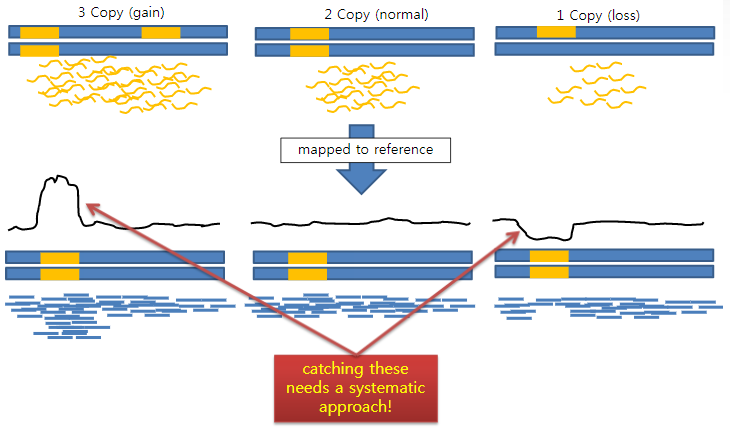 3 Copy (gain)
2 Copy (normal)
1 Copy (loss)
mapped to reference
catching these
needs a systematic
approach!